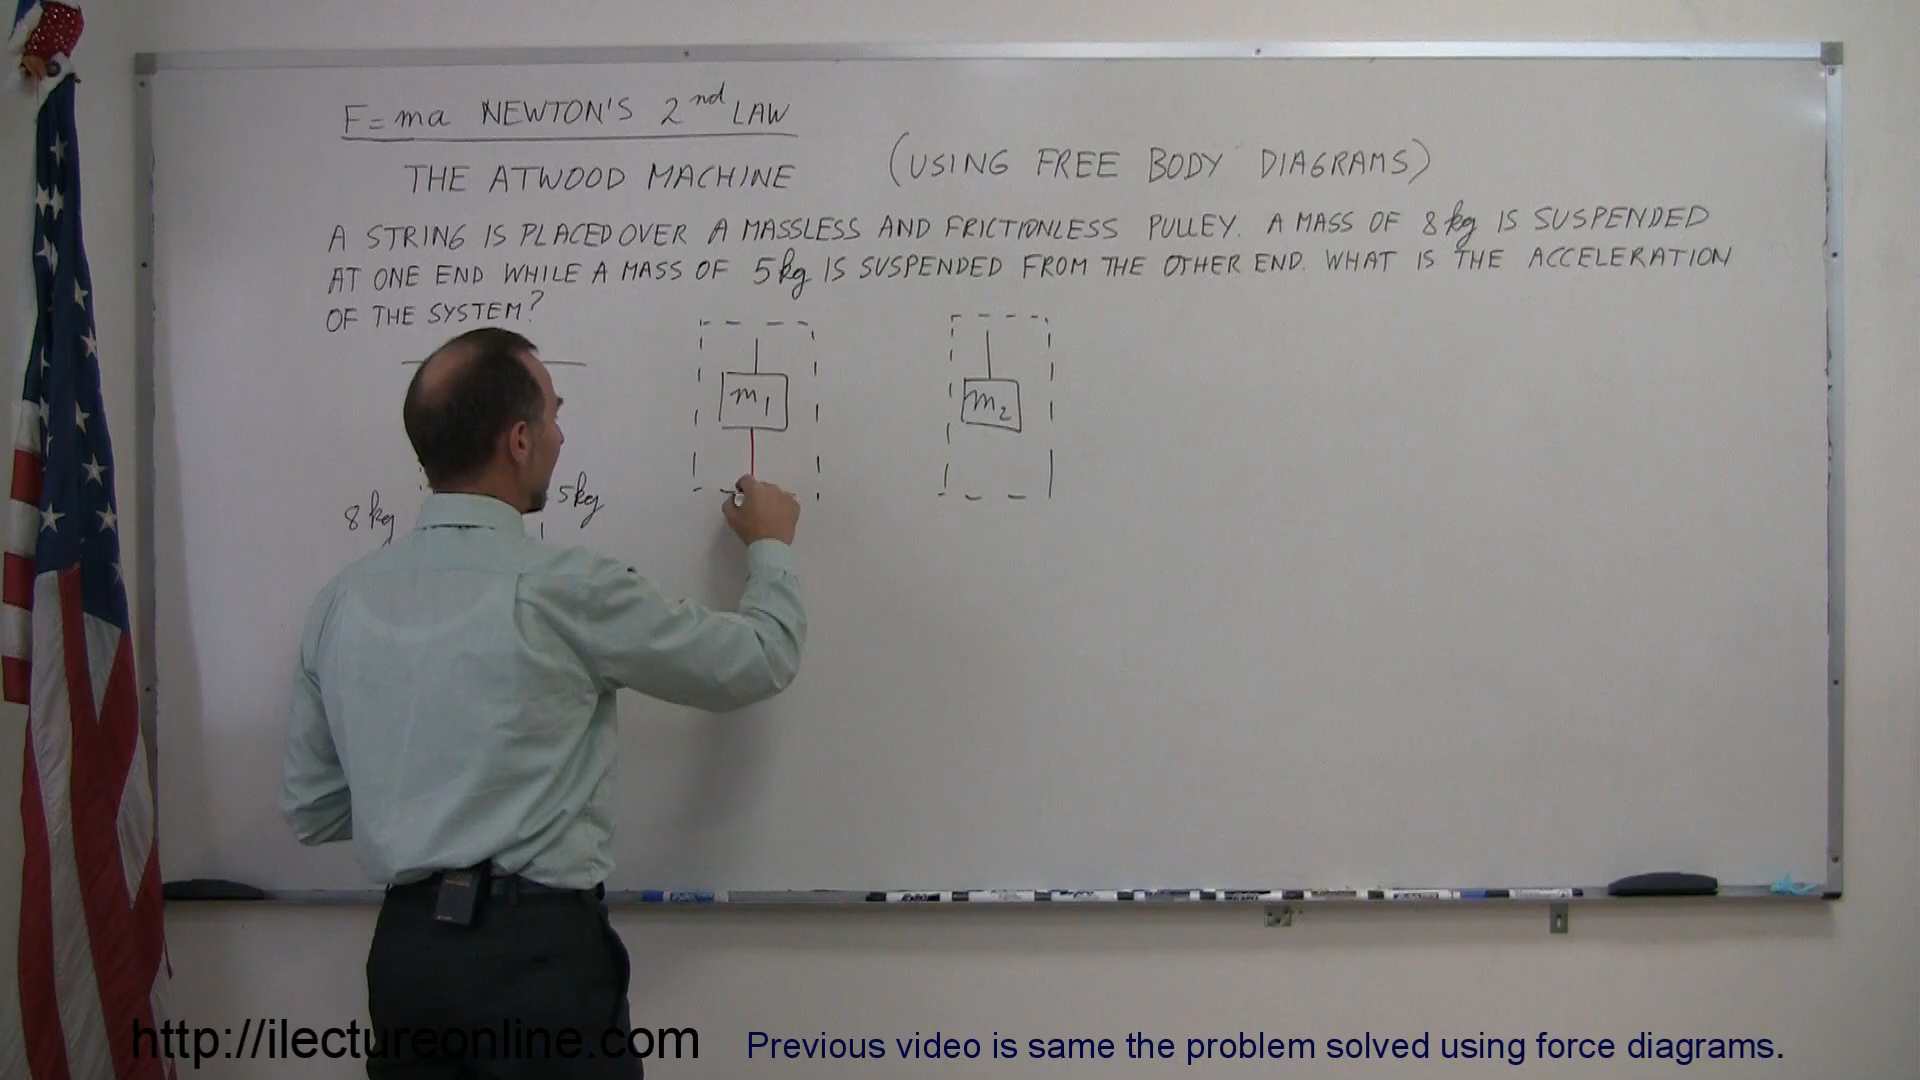 F=ma NEWTON'S 2nd LAW
THE ATWOOD MACHINE (USING FREE BODY DIAGRAMS)
A STRING IS PLACED OVER A MASSLESS AND FRICTIONLESS PULLEY. A MASS OF 8 kg IS SUSPENDED
AT ONE END WHILE A MASS OF 5 kg IS SUSPENDED FROM THE OTHER END. WHAT IS THE ACCELERATION
OF THE SYSTEM?
m1
m2
8 kg
5 kg
http://ilectureonline.com
Previous video is same the problem solved using force diagrams.